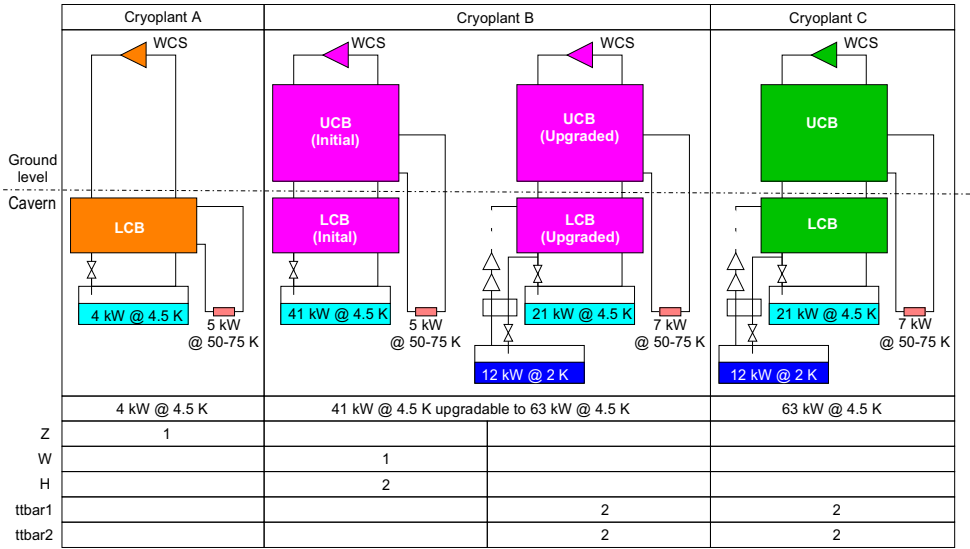 Cryoplant A
Cryoplant B
Cryoplant C
WCS
WCS
WCS
WCS
UCB
(Initial)
UCB
(Upgraded)
UCB
Ground
level
Cavern
LCB
LCB
(Inital)
LCB
(Upgraded)
LCB
4 kW @ 4.5 K
5 kW
@ 50-75 K
41 kW @ 4.5 K
5 kW
@ 50-75 K
21 kW @ 4.5 K
7 kW
@ 50-75 K
21 kW @ 4.5 K
7 kW
@ 50-75 K
12 kW @ 2 K
12 kW @ 2 K
4 kW @ 4.5 K
41 kW @ 4.5 K upgradable to 63 kW @ 4.5 K
63 kW @ 4.5 K
Z 1
W 1
H 2
ttbar1 2 2
ttbar2 2 2